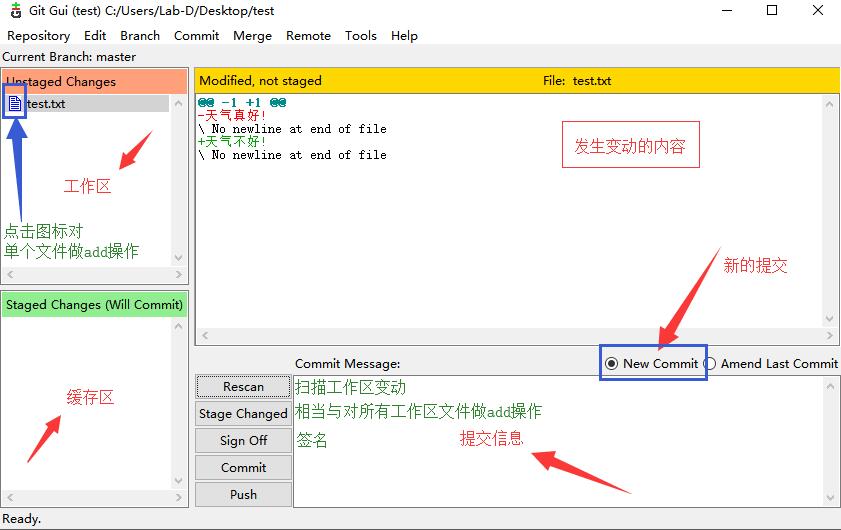 Git Gui (test) C:/Users/Lab-D/Desktop/test
Repository Edit Branch Commit Merge Remote Tools Help
Current Branch: master
Unstaged Changes
test.txt
工作区
点击图标对
单个文件做add操作
Modified, not staged File: test.txt
@@ -1 +1 @@
-天气真好!
\ No newline at end of file
+天气不好!
\ No newline at end of file
发生变动的内容
新的提交
Staged Changes (Will Commit)
缓存区
Commit Message:
New Commit
Amend Last Commit
Rescan
扫描工作区变动
Stage Changed
相当与对所有工作区文件做add操作
Sign Off
签名
提交信息
Commit
Push
Ready.